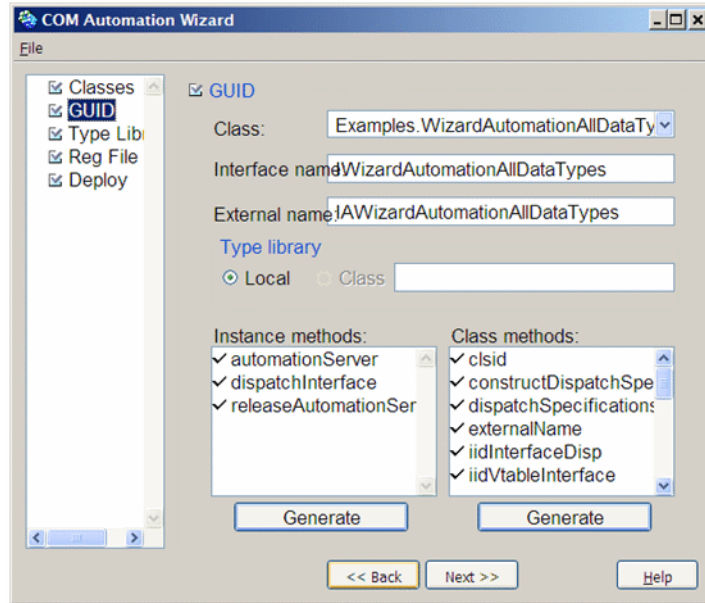 COM Automation Wizard
File
Classes
GUID
Type Libr
Reg File
Deploy
GUID
Class: Examples.WizardAutomationAllDataTy
Interface name IWizardAutomationAllDataTypes
External name: IAWizardAutomationAllDataTypes
Type library
Local Class
Instance methods:
automationServer
dispatchInterface
releaseAutomationSer
Generate
Class methods:
clsid
constructDispatchSpe
dispatchSpecifications
externalName
iidInterfaceDisp
iidVtableInterface
Generate
<< Back Next >> Help